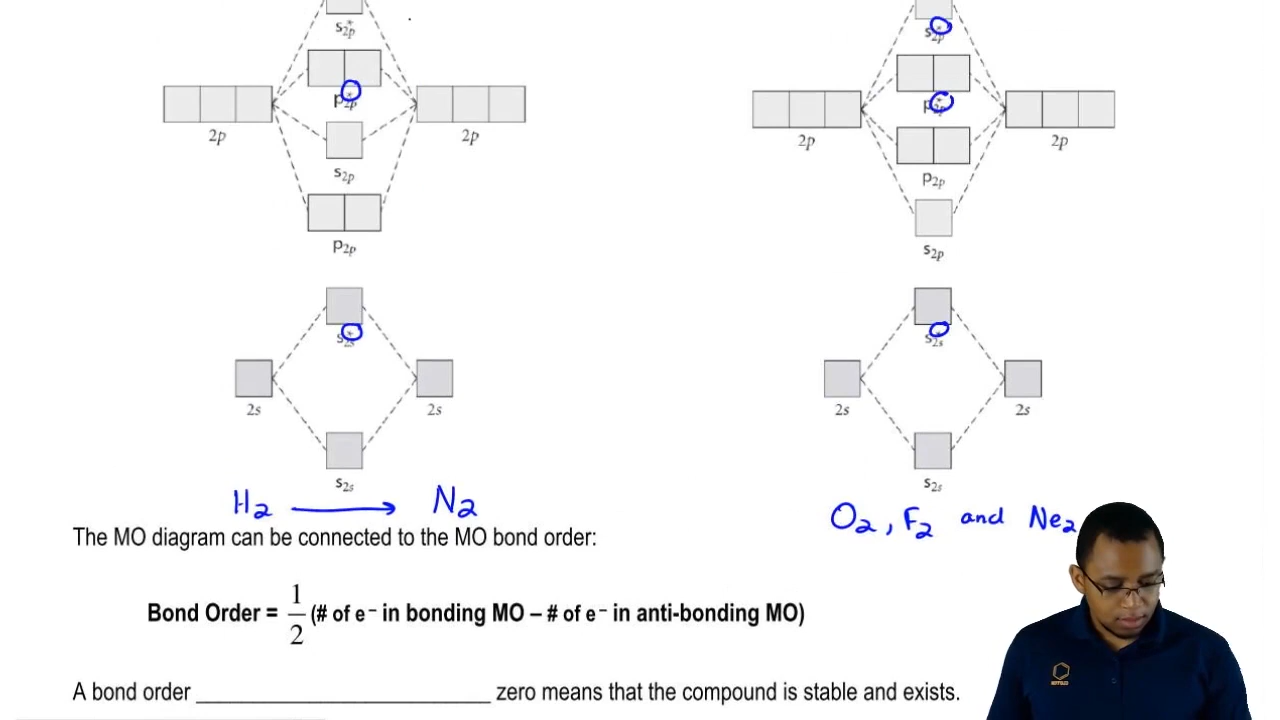 s*2p s*2p
p*2p p*2p
2p 2p 2p 2p
s2p p2p
p2p s2p
s*2s s*2s
2s 2s 2s 2s
s2s s2s
H2 → N2 O2, F2 and Ne2
The MO diagram can be connected to the MO bond order:
Bond Order = 1/2 (# of e– in bonding MO – # of e– in anti-bonding MO)
A bond order ______________________________ zero means that the compound is stable and exists.